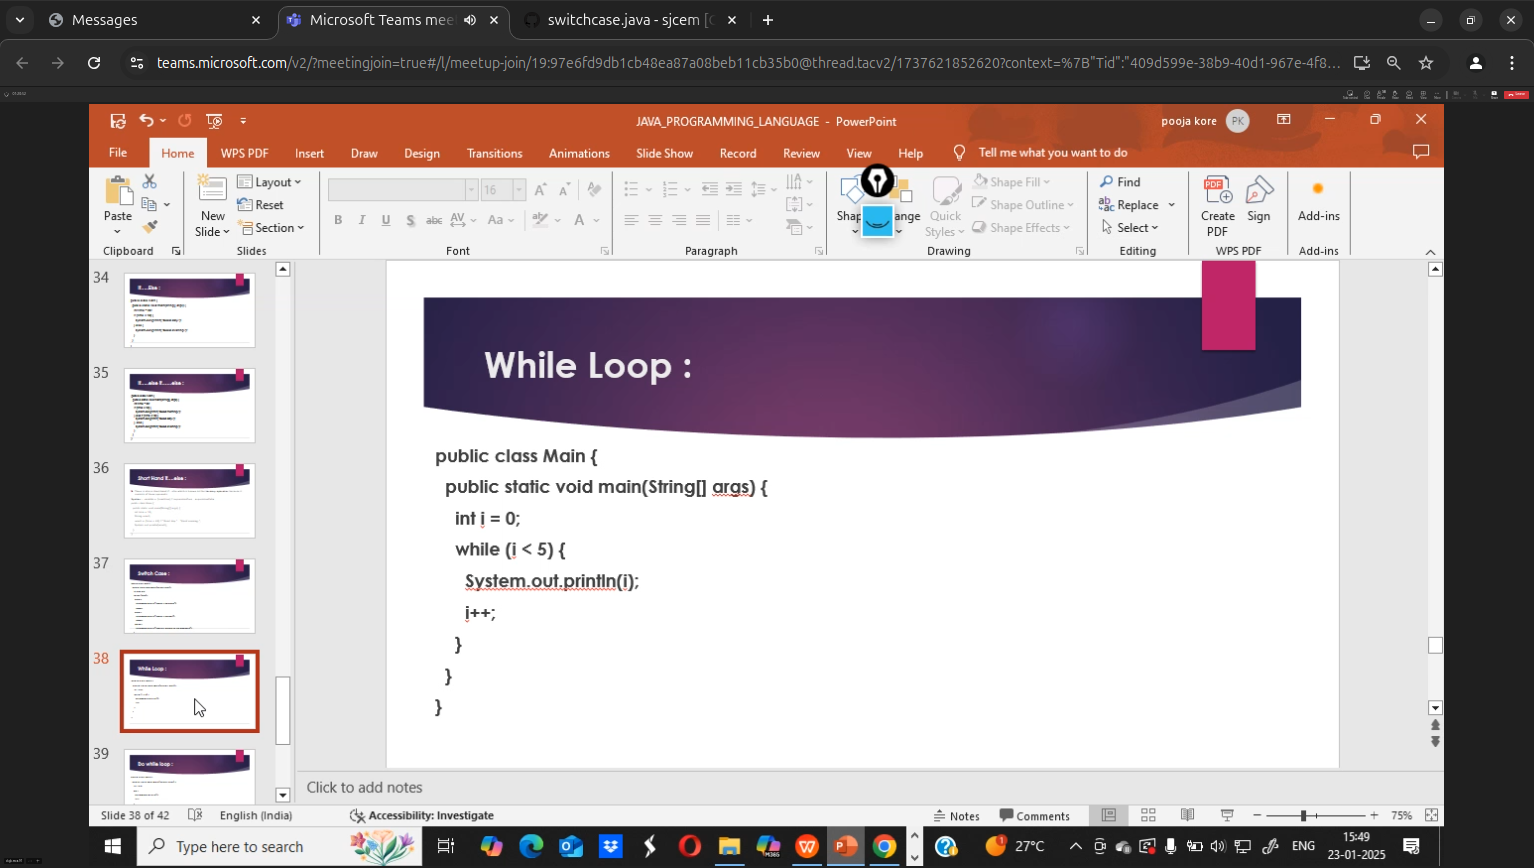 Messages
Microsoft Teams mee
switchcase.java - sjcem [
teams.microsoft.com/v2/?meetingjoin=true#/l/meetup-join/19:97e6fd9db1cb48ea87a08beb11cb35b0@thread.tacv2/1737621852620?context=%7B"Tid":"409d599e-38b9-40d1-967e-4f8...
JAVA_PROGRAMMING_LANGUAGE - PowerPoint
pooja kore
PK
File
Home
WPS PDF
Insert
Draw
Design
Transitions
Animations
Slide Show
Record
Review
View
Help
Tell me what you want to do
Paste
Clipboard
New
Slide
Layout
Reset
Section
Slides
16
B I U S abc AV Aa A
Font
Paragraph
Shap
ange
Quick
Styles
Shape Fill
Shape Outline
Shape Effects
Drawing
Find
Replace
Select
Editing
Create
PDF
Sign
WPS PDF
Add-ins
Add-ins
34
If.....Else :
35
If.....else If.....else :
36
Short Hand If....else :
37
Switch Case :
38
While Loop :
39
Do while loop :
While Loop :
public class Main {
public static void main(String[] args) {
int i = 0;
while (i < 5) {
System.out.println(i);
i++;
}
}
}
Click to add notes
Slide 38 of 42
English (India)
Accessibility: Investigate
Notes
Comments
75%
Type here to search
M365
27°C
ENG
15:49
23-01-2025